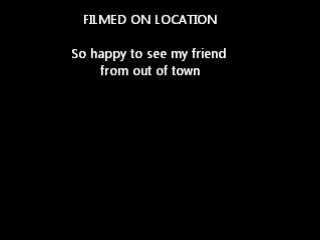 FILMED ON LOCATION
So happy to see my friend
from out of town